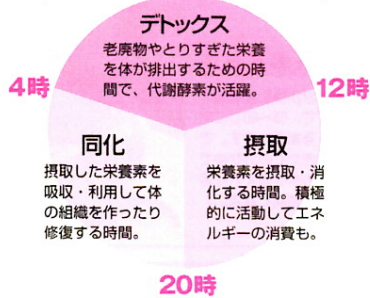 デトックス
老廃物やとりすぎた栄養
を体が排出するための時
間で、代謝酵素が活躍。
4時
12時
同化
摂取した栄養素を
吸収・利用して体
の組織を作ったり
修復する時間。
摂取
栄養素を摂取・消
化する時間。積極
的に活動してエネ
ルギーの消費も。
20時